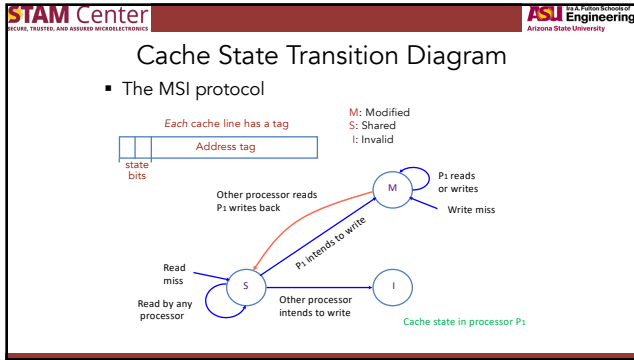 STAM Center
SECURE, TRUSTED, AND ASSURED MICROELECTRONICS
ASU Ira A. Fulton Schools of
Engineering
Arizona State University
Cache State Transition Diagram
▪ The MSI protocol
M: Modified
S: Shared
I: Invalid
Each cache line has a tag
Address tag
state
bits
M
P1 reads
or writes
Write miss
Other processor reads
P1 writes back
P1 intends to write
Read
miss
S
I
Read by any
processor
Other processor
intends to write
Cache state in processor P1